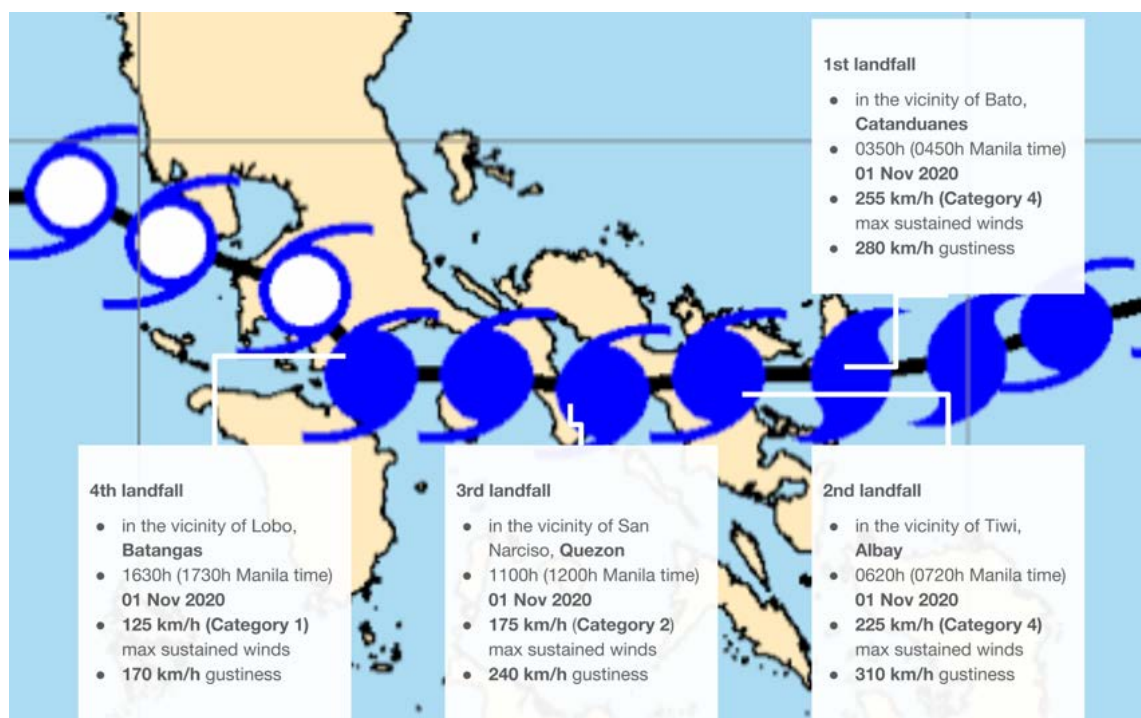 1st landfall
● in the vicinity of Bato,
Catanduanes
● 0350h (0450h Manila time)
01 Nov 2020
● 255 km/h (Category 4)
max sustained winds
● 280 km/h gustiness
4th landfall
● in the vicinity of Lobo,
Batangas
● 1630h (1730h Manila time)
01 Nov 2020
● 125 km/h (Category 1)
max sustained winds
● 170 km/h gustiness
3rd landfall
● in the vicinity of San
Narciso, Quezon
● 1100h (1200h Manila time)
01 Nov 2020
● 175 km/h (Category 2)
max sustained winds
● 240 km/h gustiness
2nd landfall
● in the vicinity of Tiwi,
Albay
● 0620h (0720h Manila time)
01 Nov 2020
● 225 km/h (Category 4)
max sustained winds
● 310 km/h gustiness